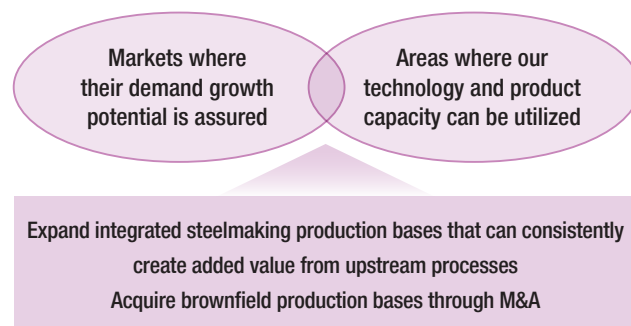 Markets where
their demand growth
potential is assured
Areas where our
technology and product
capacity can be utilized
Expand integrated steelmaking production bases that can consistently
create added value from upstream processes
Acquire brownfield production bases through M&A